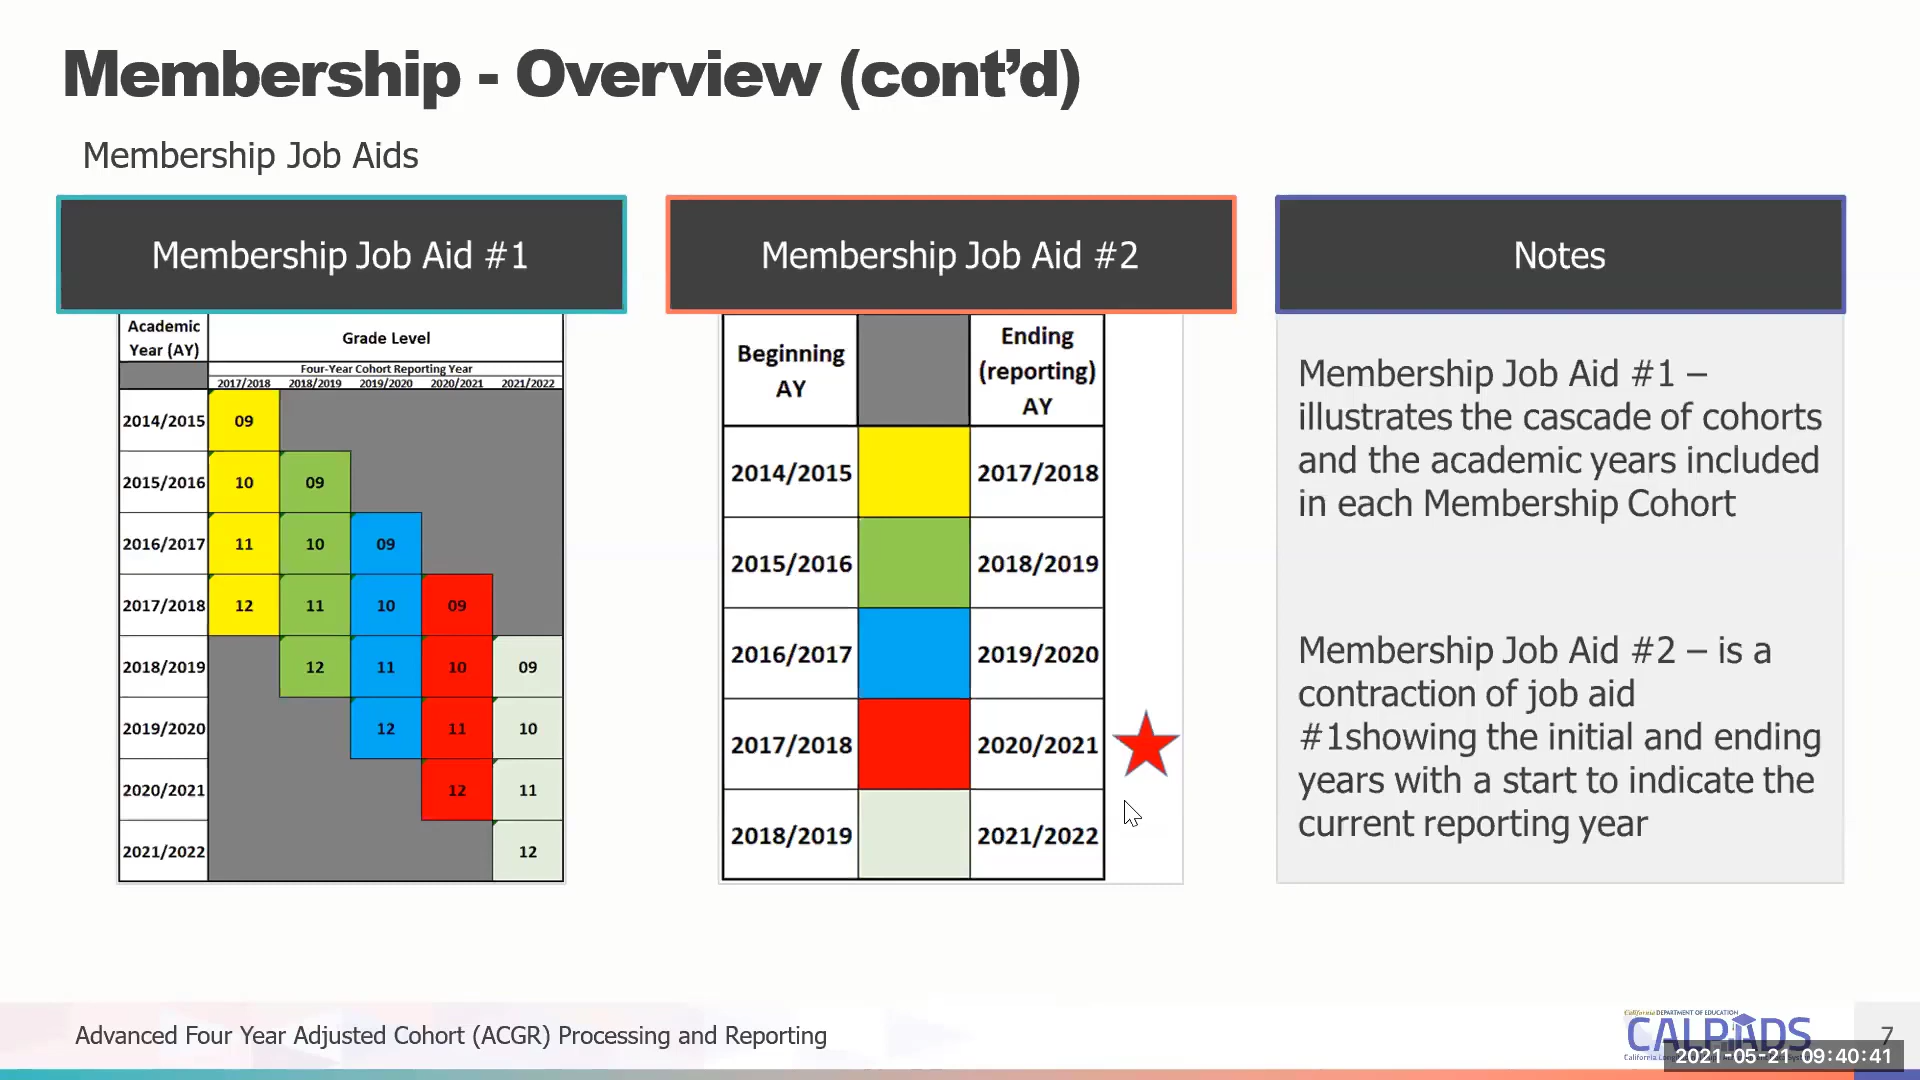 Membership - Overview (cont’d)
Membership Job Aids
Membership Job Aid #1
Academic Year (AY)
Grade Level
Four-Year Cohort Reporting Year
2017/2018 2018/2019 2019/2020 2020/2021 2021/2022
2014/2015 09
2015/2016 10 09
2016/2017 11 10 09
2017/2018 12 11 10 09
2018/2019 12 11 10 09
2019/2020 12 11 10
2020/2021 12 11
2021/2022 12
Membership Job Aid #2
Beginning AY
Ending (reporting) AY
2014/2015 2017/2018
2015/2016 2018/2019
2016/2017 2019/2020
2017/2018 2020/2021
2018/2019 2021/2022
Notes
Membership Job Aid #1 –
illustrates the cascade of cohorts
and the academic years included
in each Membership Cohort
Membership Job Aid #2 – is a
contraction of job aid
#1showing the initial and ending
years with a start to indicate the
current reporting year
Advanced Four Year Adjusted Cohort (ACGR) Processing and Reporting
California DEPARTMENT OF EDUCATION
CALPADS
7
2021-05-21 09:40:41